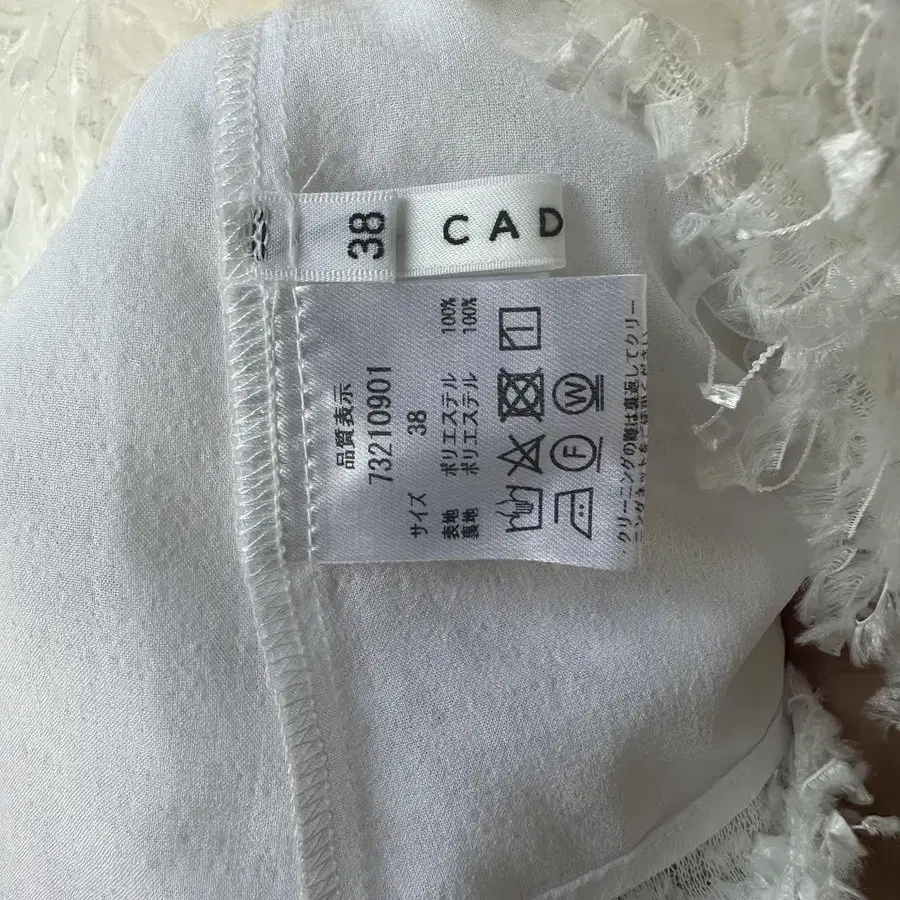 38
CAD
品質表示
73210901
サイズ 38
表地 ポリエステル 100%
裏地 ポリエステル 100%
F W
・クリーニングの際は裏返してクリー